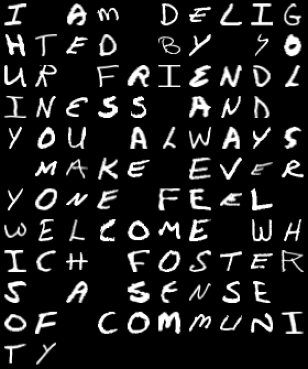 I AM DELIG
HTED BY YO
UR FRIENDL
INESS AND
YOU ALWAYS
MAKE EVER
YONE FEEL
WELCOME WH
ICH FOSTER
S A SENSE
OF COMMUNI
TY